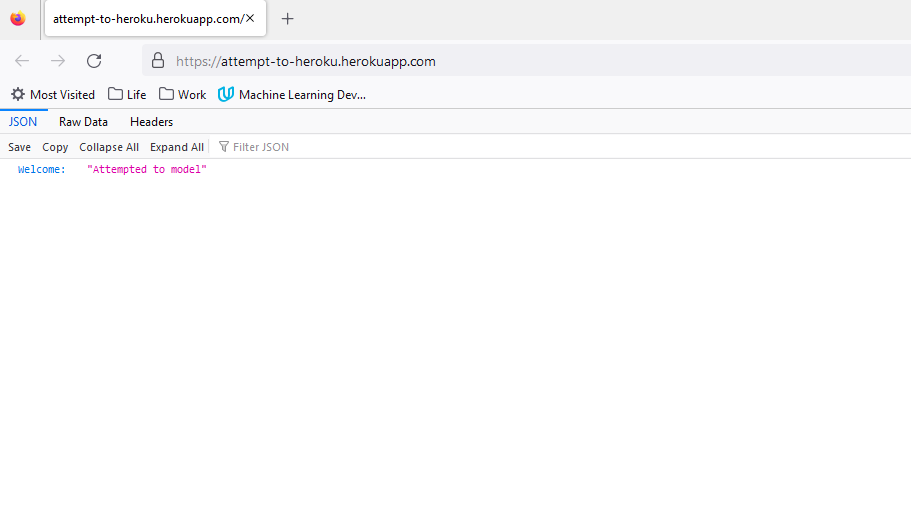 attempt-to-heroku.herokuapp.com/
https://attempt-to-heroku.herokuapp.com
Most Visited Life Work Machine Learning Dev...
JSON Raw Data Headers
Save Copy Collapse All Expand All Filter JSON
Welcome: "Attempted to model"